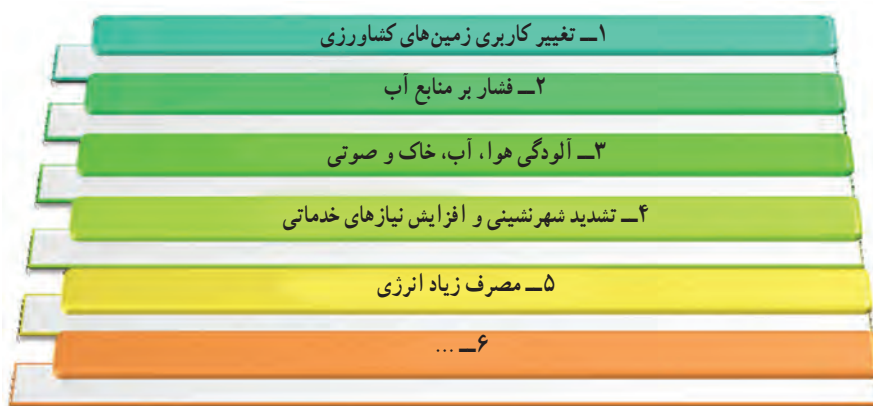 ۱ــ تغییر کاربری زمین‌های کشاورزی
۲ــ فشار بر منابع آب
۳ــ آلودگی هوا، آب، خاک و صوتی
۴ــ تشدید شهرنشینی و افزایش نیازهای خدماتی
۵ــ مصرف زیاد انرژی
۶ــ ...